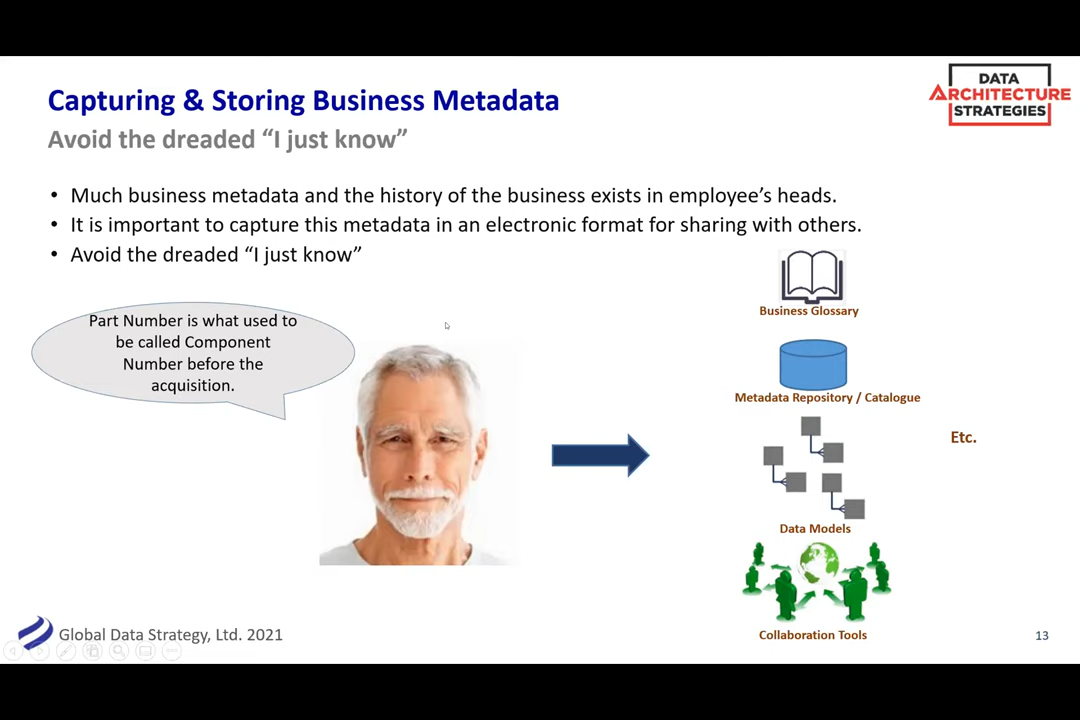 Capturing & Storing Business Metadata
Avoid the dreaded “I just know”
DATA
ARCHITECTURE
STRATEGIES
• Much business metadata and the history of the business exists in employee’s heads.
• It is important to capture this metadata in an electronic format for sharing with others.
• Avoid the dreaded “I just know”
Part Number is what used to
be called Component
Number before the
acquisition.
Business Glossary
Metadata Repository / Catalogue
Etc.
Data Models
Collaboration Tools
Global Data Strategy, Ltd. 2021
13